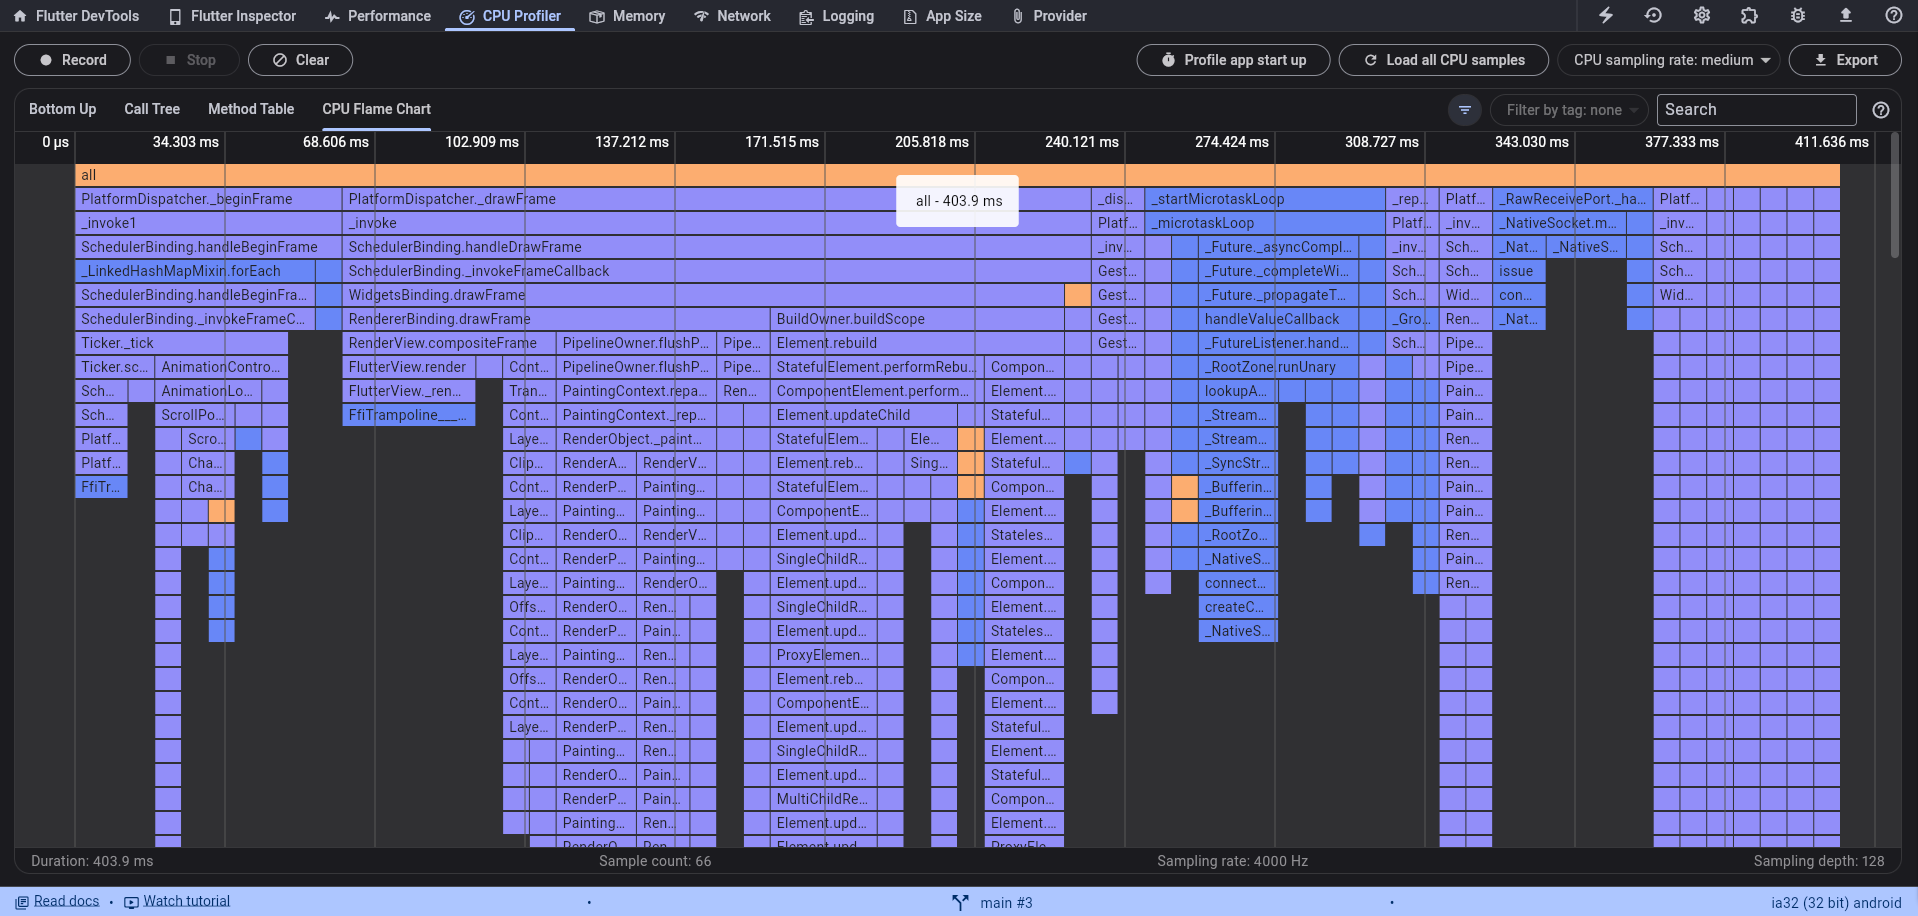 Flutter DevTools Flutter Inspector Performance CPU Profiler Memory Network Logging App Size Provider
Record Stop Clear Profile app start up Load all CPU samples CPU sampling rate: medium Export
Bottom Up Call Tree Method Table CPU Flame Chart Filter by tag: none Search
0 µs 34.303 ms 68.606 ms 102.909 ms 137.212 ms 171.515 ms 205.818 ms 240.121 ms 274.424 ms 308.727 ms 343.030 ms 377.333 ms 411.636 ms
all
PlatformDispatcher._beginFrame PlatformDispatcher._drawFrame all - 403.9 ms _dis... _startMicrotaskLoop _rep... Platf... _RawReceivePort._ha... Platf...
_invoke1 _invoke Platf... _microtaskLoop Platf... _inv... _NativeSocket.m... _inv...
SchedulerBinding.handleBeginFrame SchedulerBinding.handleDrawFrame _inv... _Future._asyncCompl... _inv... Sch... _Nat... _NativeS... Sch...
_LinkedHashMapMixin.forEach SchedulerBinding._invokeFrameCallback Gest... _Future._completeWi... Sch... Sch... issue Sch...
SchedulerBinding.handleBeginFra... WidgetsBinding.drawFrame Gest... _Future._propagateT... Sch... Wid... con... Wid...
SchedulerBinding._invokeFrameC... RendererBinding.drawFrame BuildOwner.buildScope Gest... handleValueCallback _Gro... Ren... _Nat...
Ticker._tick RenderView.compositeFrame PipelineOwner.flushP... Pipe... Element.rebuild Gest... _FutureListener.hand... Sch... Pipe...
Ticker.sc... AnimationContro... FlutterView.render Cont... PipelineOwner.flushP... Pipe... StatefulElement.performRebu... Compon... _RootZone.runUnary Pipe...
Sch... AnimationLo... FlutterView._ren... Tran... PaintingContext.repa... Ren... ComponentElement.perform... Element.... lookupA... Pain...
Sch... ScrollPo... FfiTrampoline___... Cont... PaintingContext._rep... Element.updateChild Stateful... _Stream... Pain...
Platf... Scro... Laye... RenderObject._paint... StatefulElem... Ele... Element.... _Stream... Ren...
Platf... Cha... Clip... RenderA... RenderV... Element.reb... Sing... Stateful... _SyncStr... Ren...
FfiTr... Cha... Cont... RenderP... Painting... StatefulElem... Compon... _Bufferin... Pain...
Laye... Painting... Painting... ComponentE... Element.... _Bufferin... Pain...
Clip... RenderO... RenderV... Element.upd... Stateles... _RootZo... Ren...
Cont... RenderP... Painting... SingleChildR... Element.... _NativeS... Pain...
Laye... Painting... RenderO... Element.upd... Compon... connect... Ren...
Offs... RenderO... Ren... SingleChildR... Element.... createC...
Cont... RenderP... Pain... Element.upd... Stateles... _NativeS...
Laye... Painting... Ren... ProxyElemen... Element....
Offs... RenderO... Ren... Element.reb... Compon...
Cont... RenderO... Pain... ComponentE... Element....
Laye... RenderP... Ren... Element.upd... Stateful...
Painting... Ren... SingleChildR... Element....
RenderO... Pain... Element.upd... Stateful...
RenderP... Pain... MultiChildRe... Compon...
Painting... Ren... Element.upd... Element....
RenderO... Ren... Element.upd... ProxyEle...
Duration: 403.9 ms Sample count: 66 Sampling rate: 4000 Hz Sampling depth: 128
Read docs • Watch tutorial • main #3 • ia32 (32 bit) android